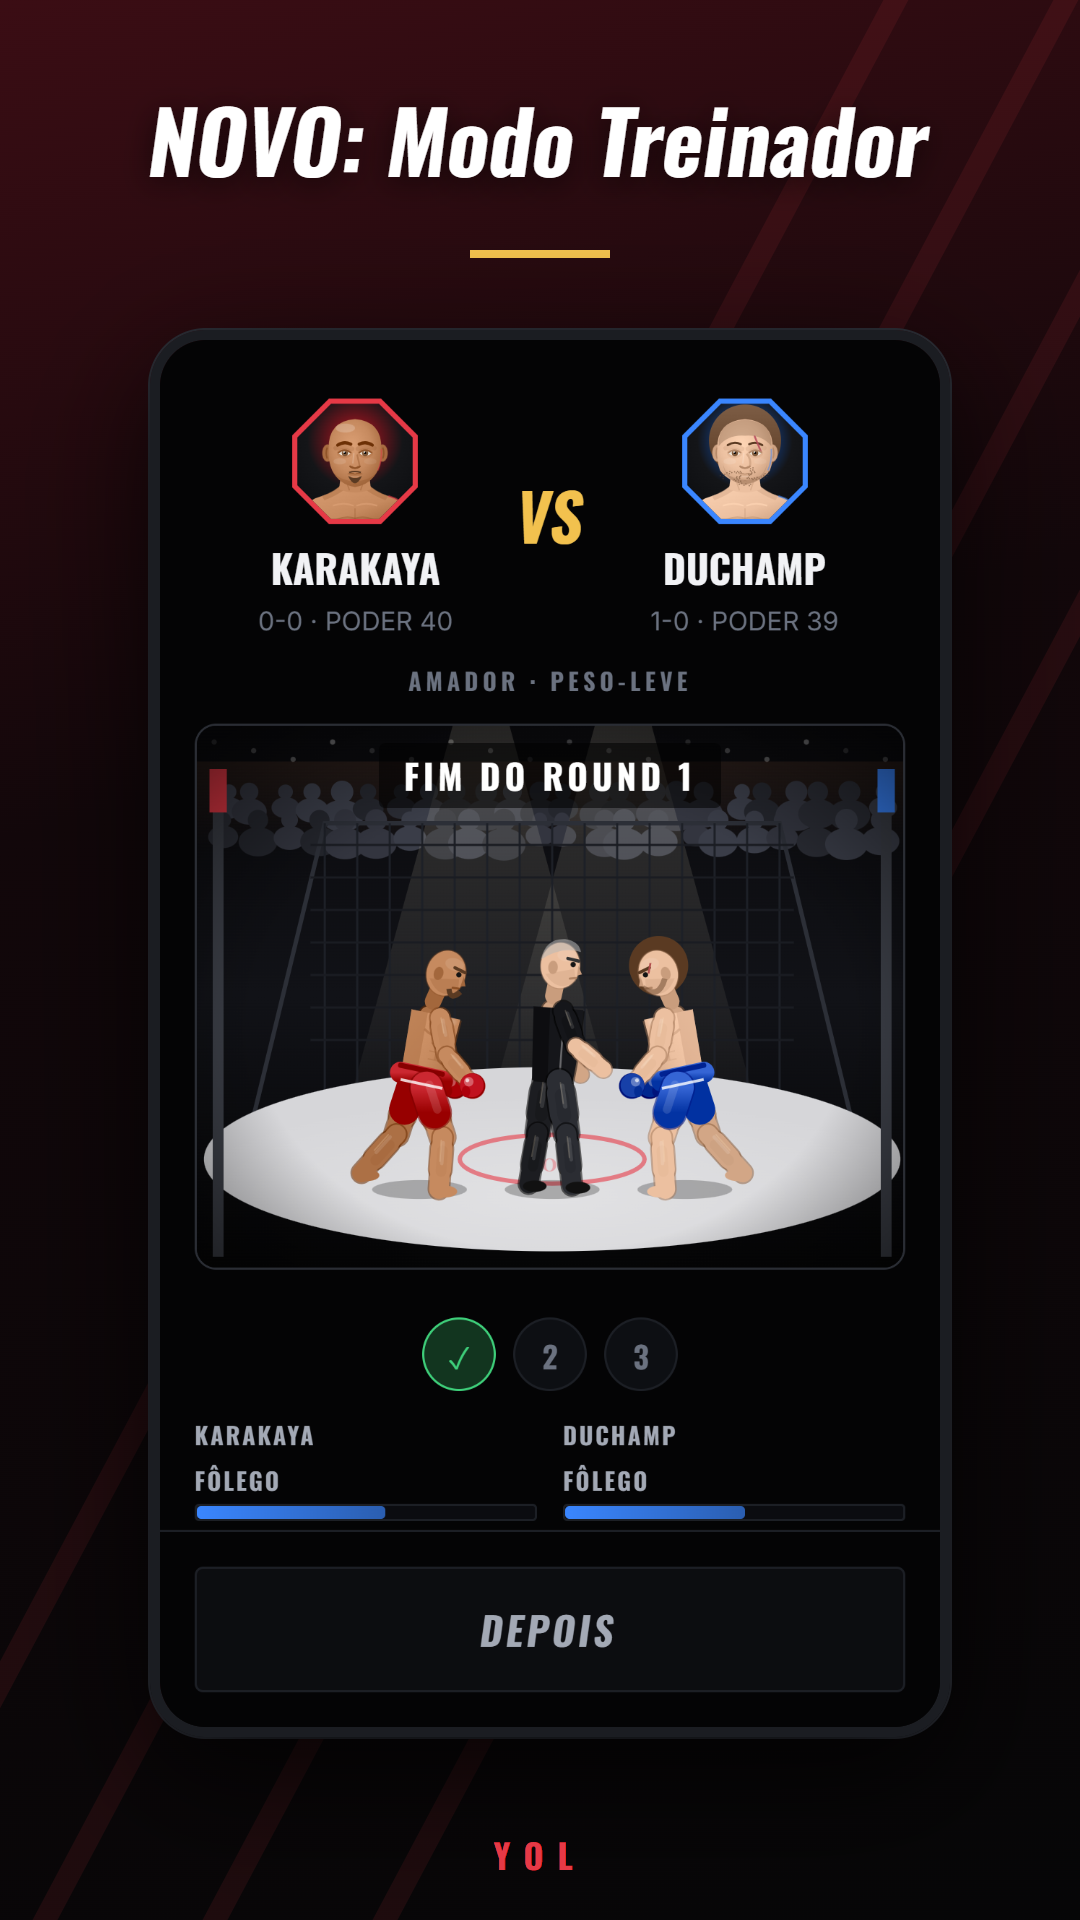 NOVO: Modo Treinador
VS
KARAKAYA
DUCHAMP
0-0 · PODER 40
1-0 · PODER 39
AMADOR · PESO-LEVE
FIM DO ROUND 1
✓ 2 3
KARAKAYA
DUCHAMP
FÔLEGO
FÔLEGO
DEPOIS
YOL